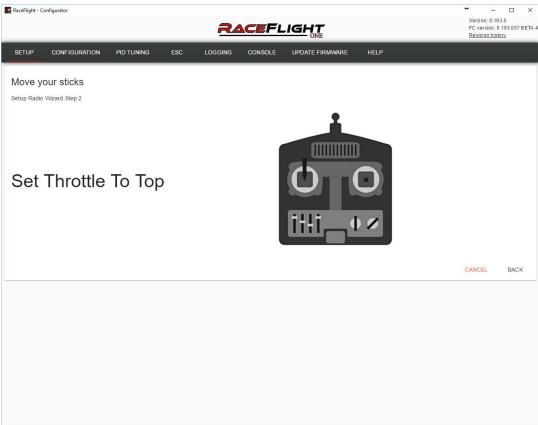 RaceFlight - Configurator
RACEFLIGHT
ONE
Version: 0.193.0
FC version: 0.193.057 BETA 4
Revision history
SETUP CONFIGURATION PID TUNING ESC LOGGING CONSOLE UPDATE FIRMWARE HELP
Move your sticks
Setup Radio Wizard Step 2
Set Throttle To Top
CANCEL BACK